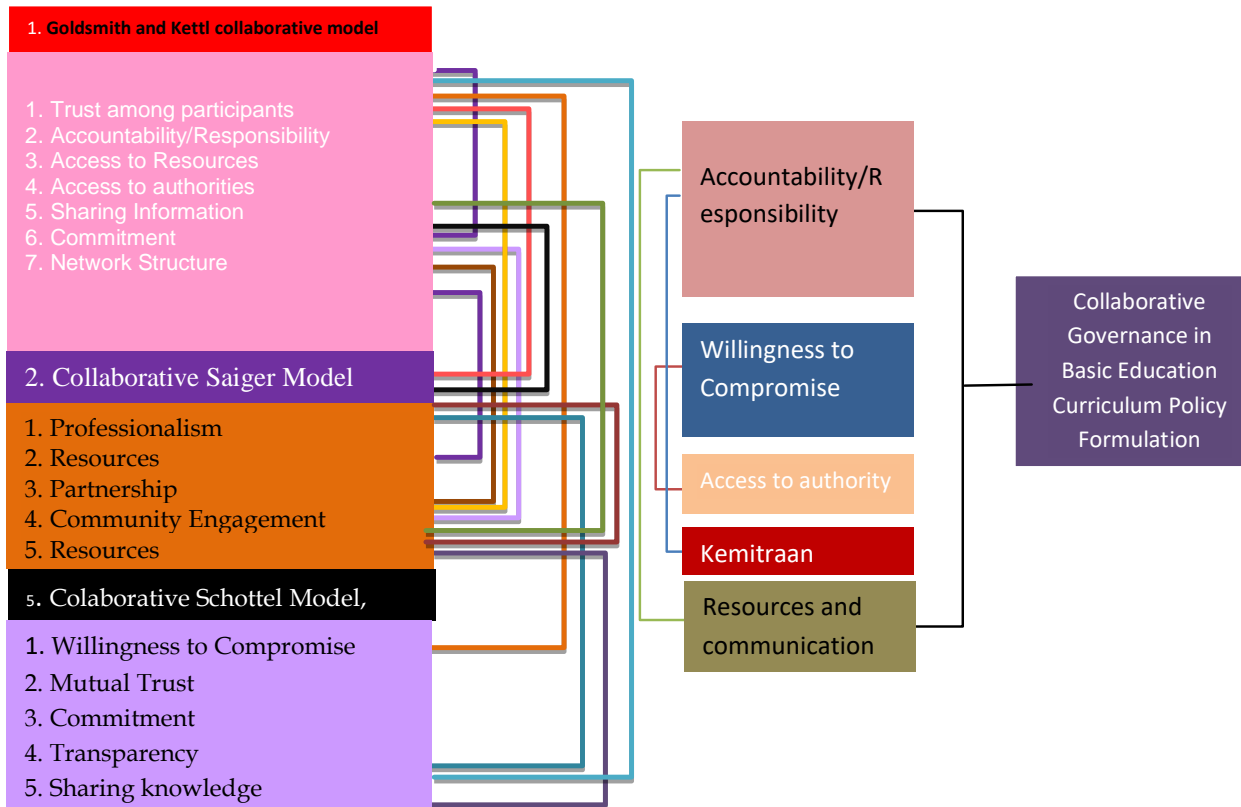 1. Goldsmith and Kettl collaborative model
1. Trust among participants
2. Accountability/Responsibility
3. Access to Resources
4. Access to authorities
5. Sharing Information
6. Commitment
7. Network Structure
2. Collaborative Saiger Model
1. Professionalism
2. Resources
3. Partnership
4. Community Engagement
5. Resources
5. Colaborative Schottel Model,
1. Willingness to Compromise
2. Mutual Trust
3. Commitment
4. Transparency
5. Sharing knowledge
Accountability/R
esponsibility
Willingness to
Compromise
Access to authority
Kemitraan
Resources and
communication
Collaborative
Governance in
Basic Education
Curriculum Policy
Formulation